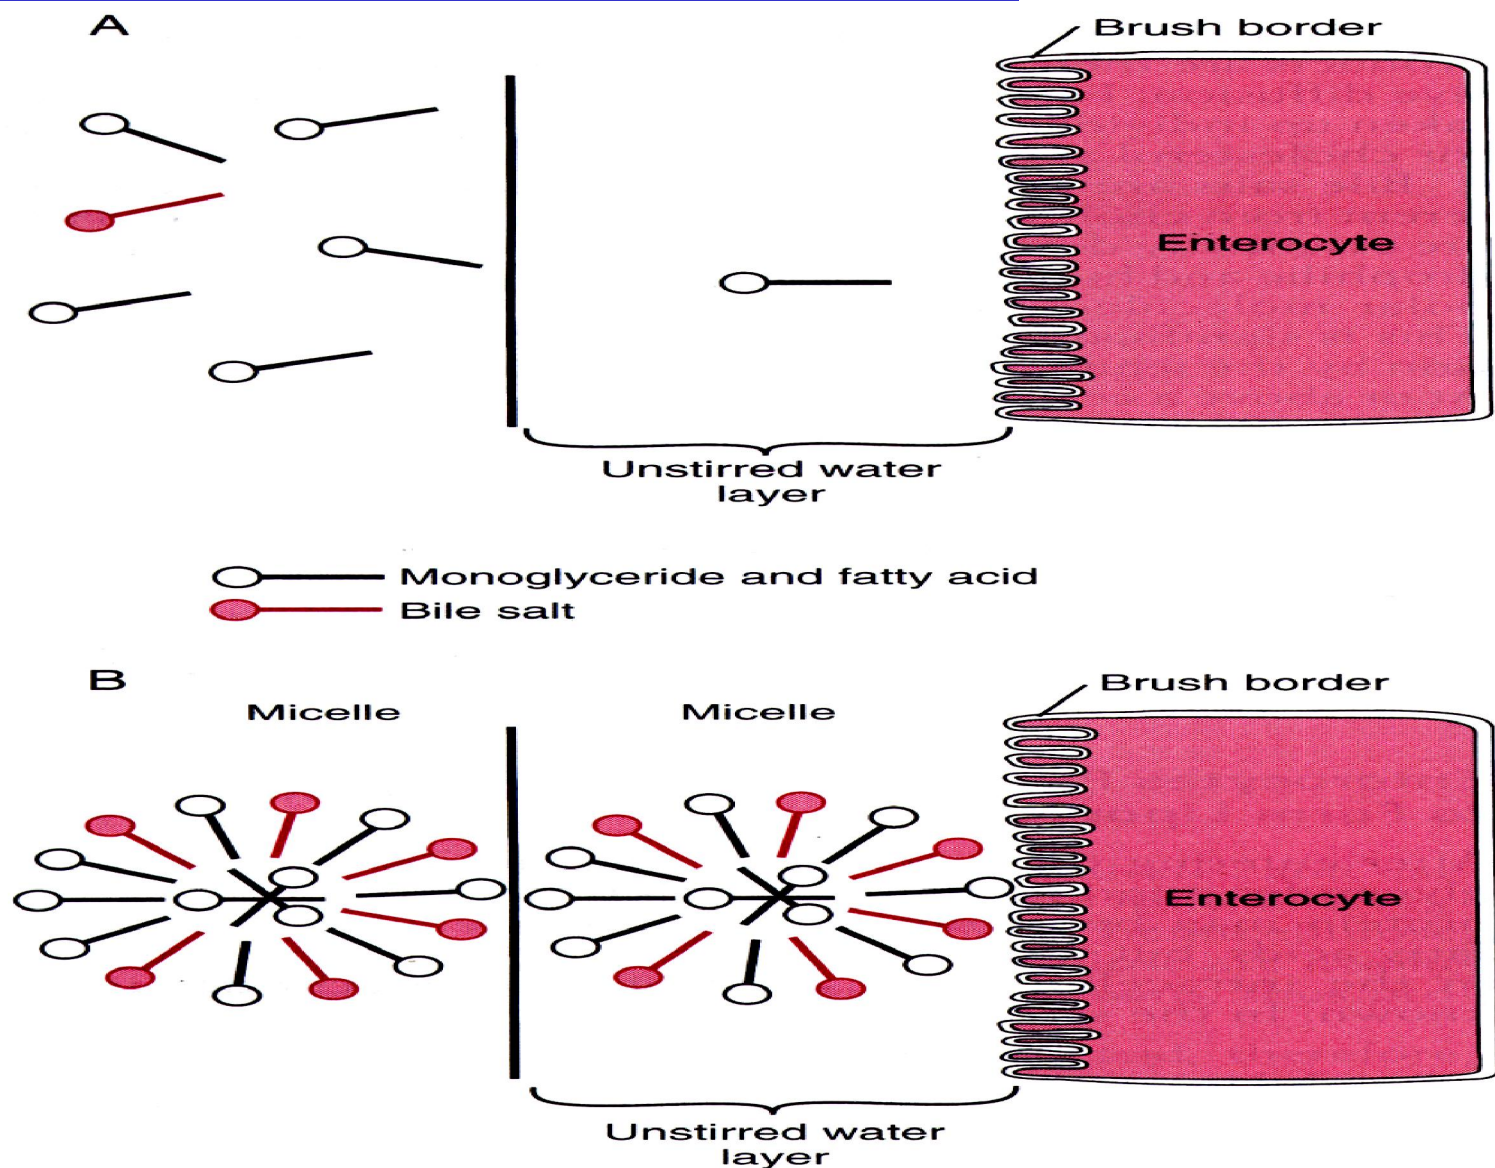 A
Brush border
Enterocyte
Unstirred water
layer
Monoglyceride and fatty acid
Bile salt
B
Micelle
Micelle
Brush border
Enterocyte
Unstirred water
layer